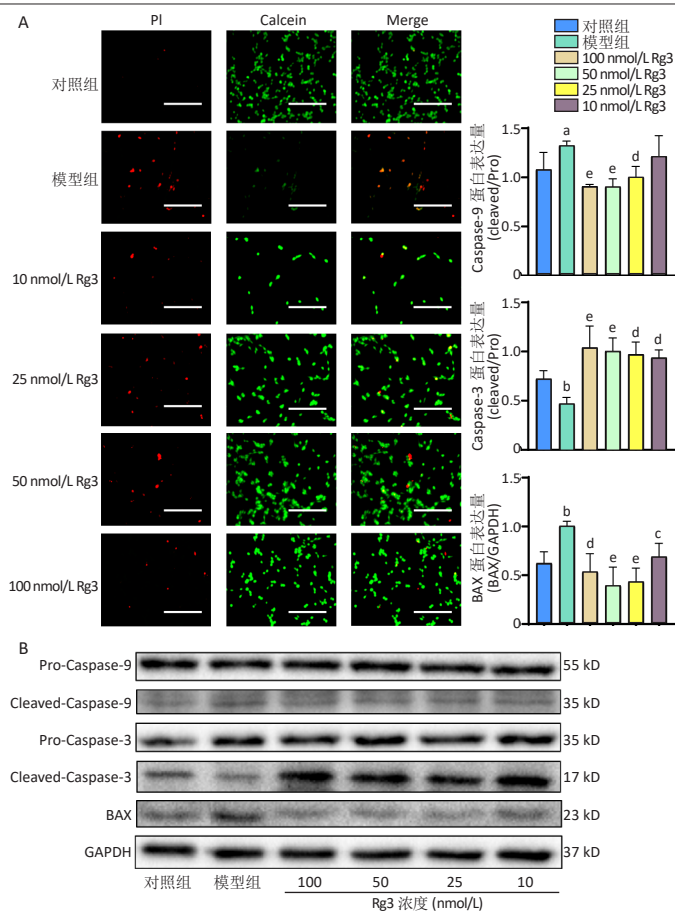 A
PI Calcein Merge
对照组
模型组
10 nmol/L Rg3
25 nmol/L Rg3
50 nmol/L Rg3
100 nmol/L Rg3
对照组
模型组
100 nmol/L Rg3
50 nmol/L Rg3
25 nmol/L Rg3
10 nmol/L Rg3
Caspase-9 蛋白表达量
(cleaved/Pro)
1.5
1.0
0.5
0
a e e d
Caspase-3 蛋白表达量
(cleaved/Pro)
1.5
1.0
0.5
0
b e e d d
BAX 蛋白表达量
(BAX/GAPDH)
1.5
1.0
0.5
0
b d e e c
B
Pro-Caspase-9 55 kD
Cleaved-Caspase-9 35 kD
Pro-Caspase-3 35 kD
Cleaved-Caspase-3 17 kD
BAX 23 kD
GAPDH 37 kD
对照组 模型组 100 50 25 10
Rg3 浓度 (nmol/L)